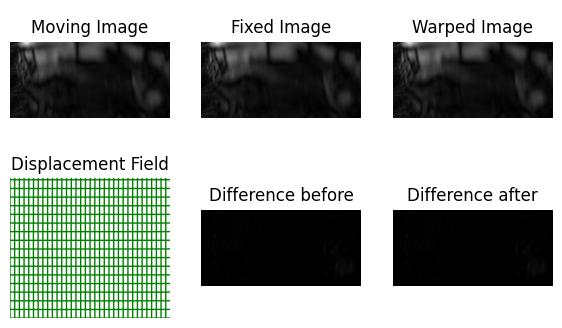 Moving Image
Fixed Image
Warped Image
Displacement Field
Difference before
Difference after